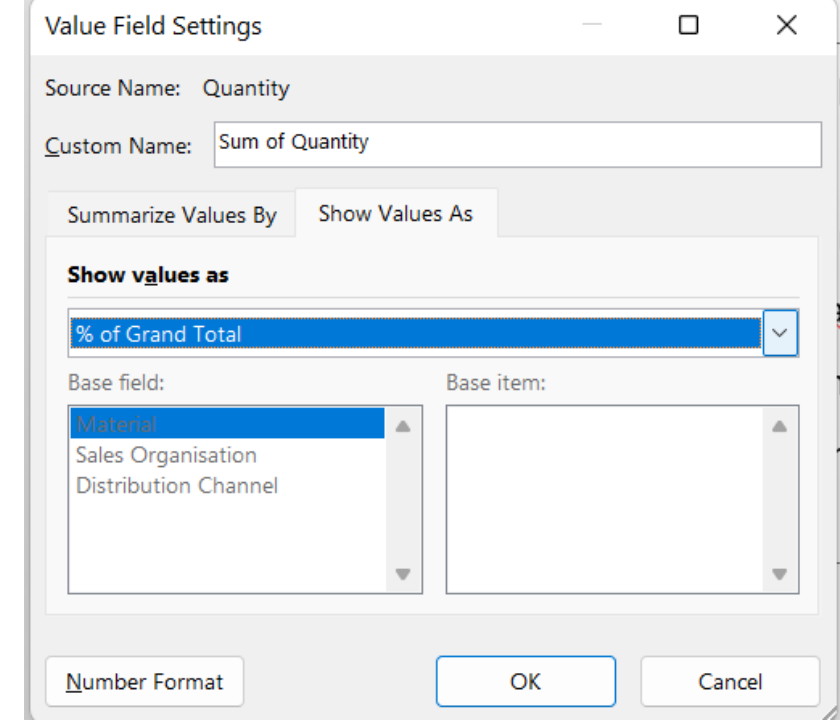 Value Field Settings
Source Name: Quantity
Custom Name: Sum of Quantity
Summarize Values By Show Values As
Show values as
% of Grand Total
Base field: Base item:
Material
Sales Organisation
Distribution Channel
Number Format OK Cancel